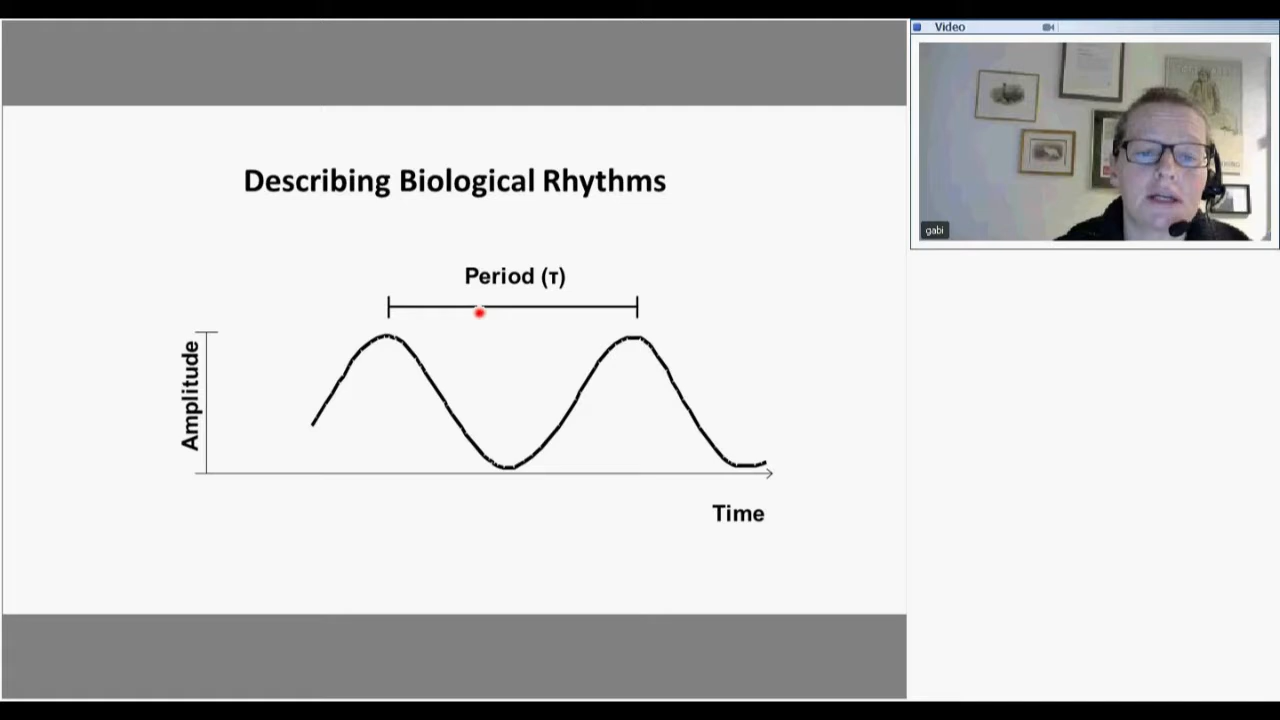 Video
gabi
Describing Biological Rhythms
Period (τ)
Amplitude
Time